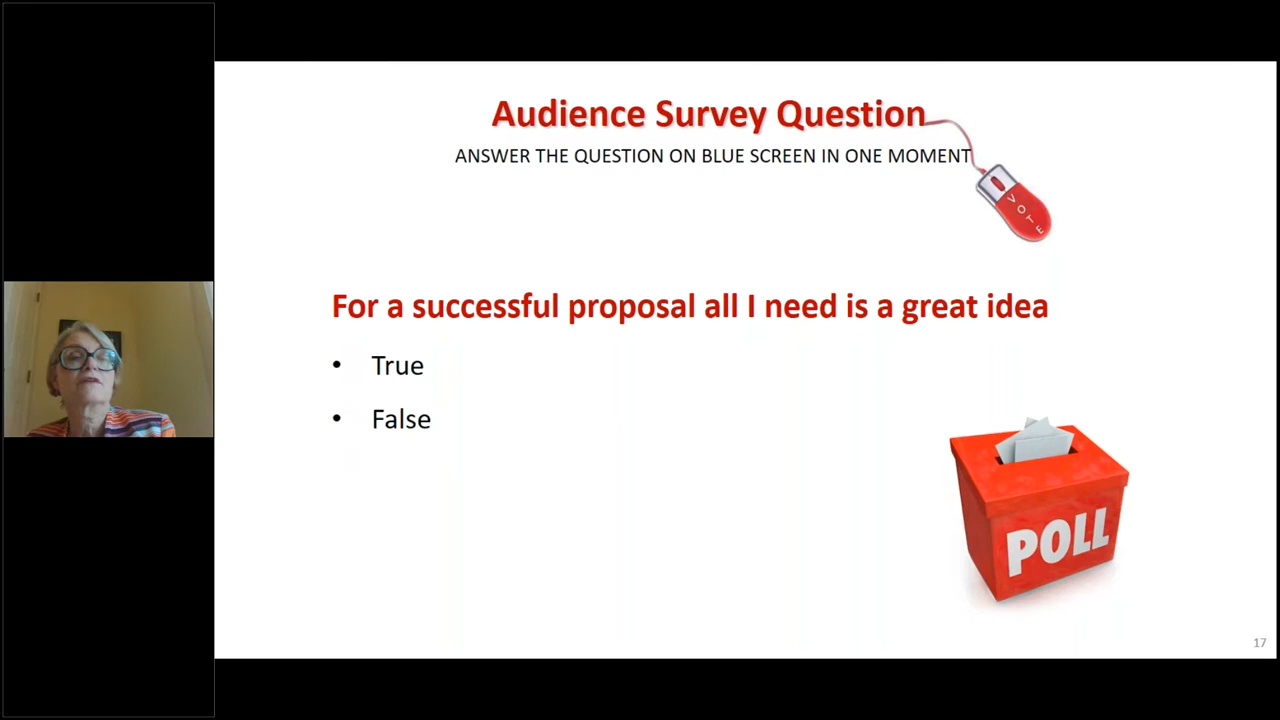 Audience Survey Question
ANSWER THE QUESTION ON BLUE SCREEN IN ONE MOMENT
VOTE
For a successful proposal all I need is a great idea
• True
• False
POLL
17